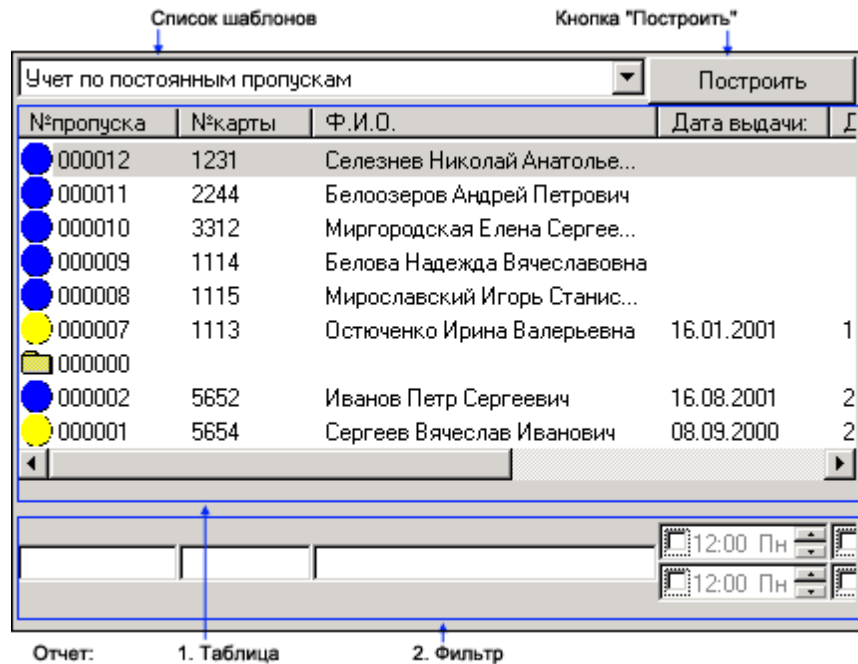 Список шаблонов Кнопка "Построить"
Учет по постоянным пропускам Построить
№пропуска №карты Ф.И.О. Дата выдачи: Д
000012 1231 Селезнев Николай Анатолье...
000011 2244 Белоозеров Андрей Петрович
000010 3312 Миргородская Елена Сергее...
000009 1114 Белова Надежда Вячеславовна
000008 1115 Мирославский Игорь Станис...
000007 1113 Остюченко Ирина Валерьевна 16.01.2001 1
000000
000002 5652 Иванов Петр Сергеевич 16.08.2001 2
000001 5654 Сергеев Вячеслав Иванович 08.09.2000 2
12:00 Пн
12:00 Пн
Отчет: 1. Таблица 2. Фильтр